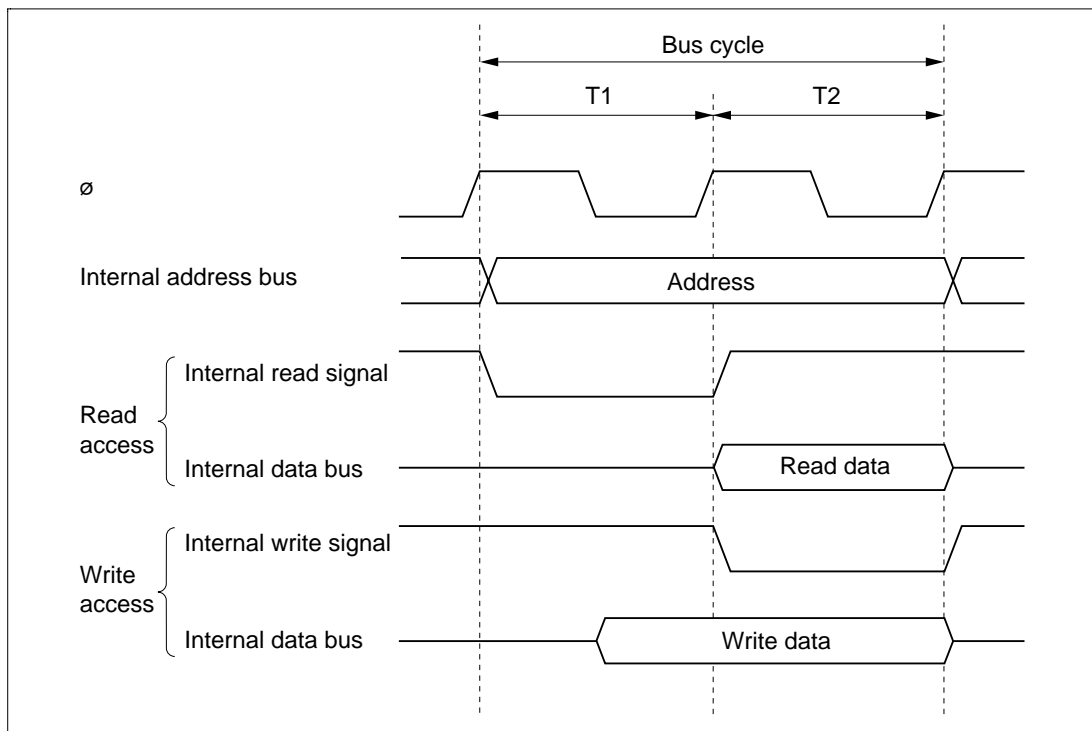 Bus cycle
T1 T2
ø
Internal address bus Address
Internal read signal
Read
access
Internal data bus Read data
Internal write signal
Write
access
Internal data bus Write data